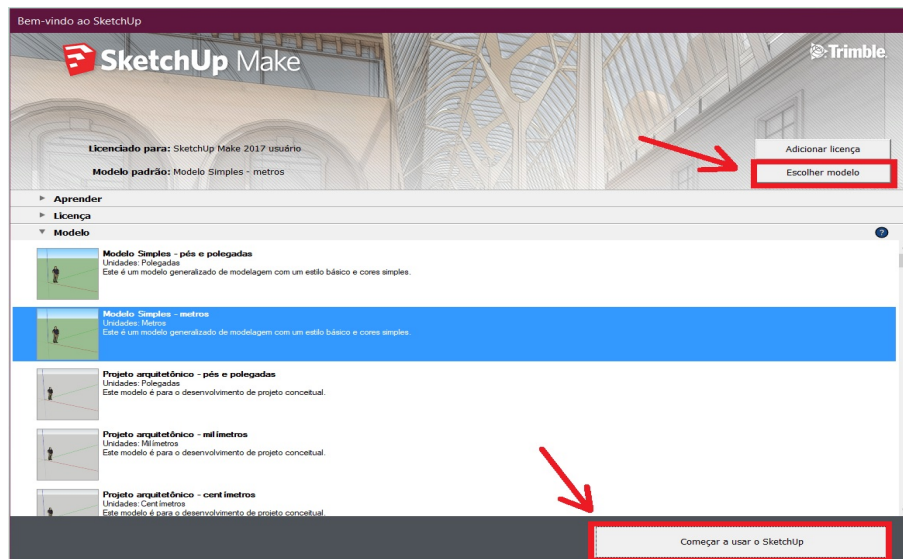 Bem-vindo ao SketchUp
SketchUp Make
Trimble.
Licenciado para: SketchUp Make 2017 usuário
Adicionar licença
Modelo padrão: Modelo Simples - metros
Escolher modelo
Aprender
Licença
Modelo
?
Modelo Simples - pés e polegadas
Unidades: Polegadas
Este é um modelo generalizado de modelagem com um estilo básico e cores simples.
Modelo Simples - metros
Unidades: Metros
Este é um modelo generalizado de modelagem com um estilo básico e cores simples.
Projeto arquitetônico - pés e polegadas
Unidades: Polegadas
Este modelo é para o desenvolvimento de projeto conceitual.
Projeto arquitetônico - milímetros
Unidades: Milímetros
Este modelo é para o desenvolvimento de projeto conceitual.
Projeto arquitetônico - centímetros
Unidades: Centímetros
Este modelo é para o desenvolvimento de projeto conceitual.
Começar a usar o SketchUp